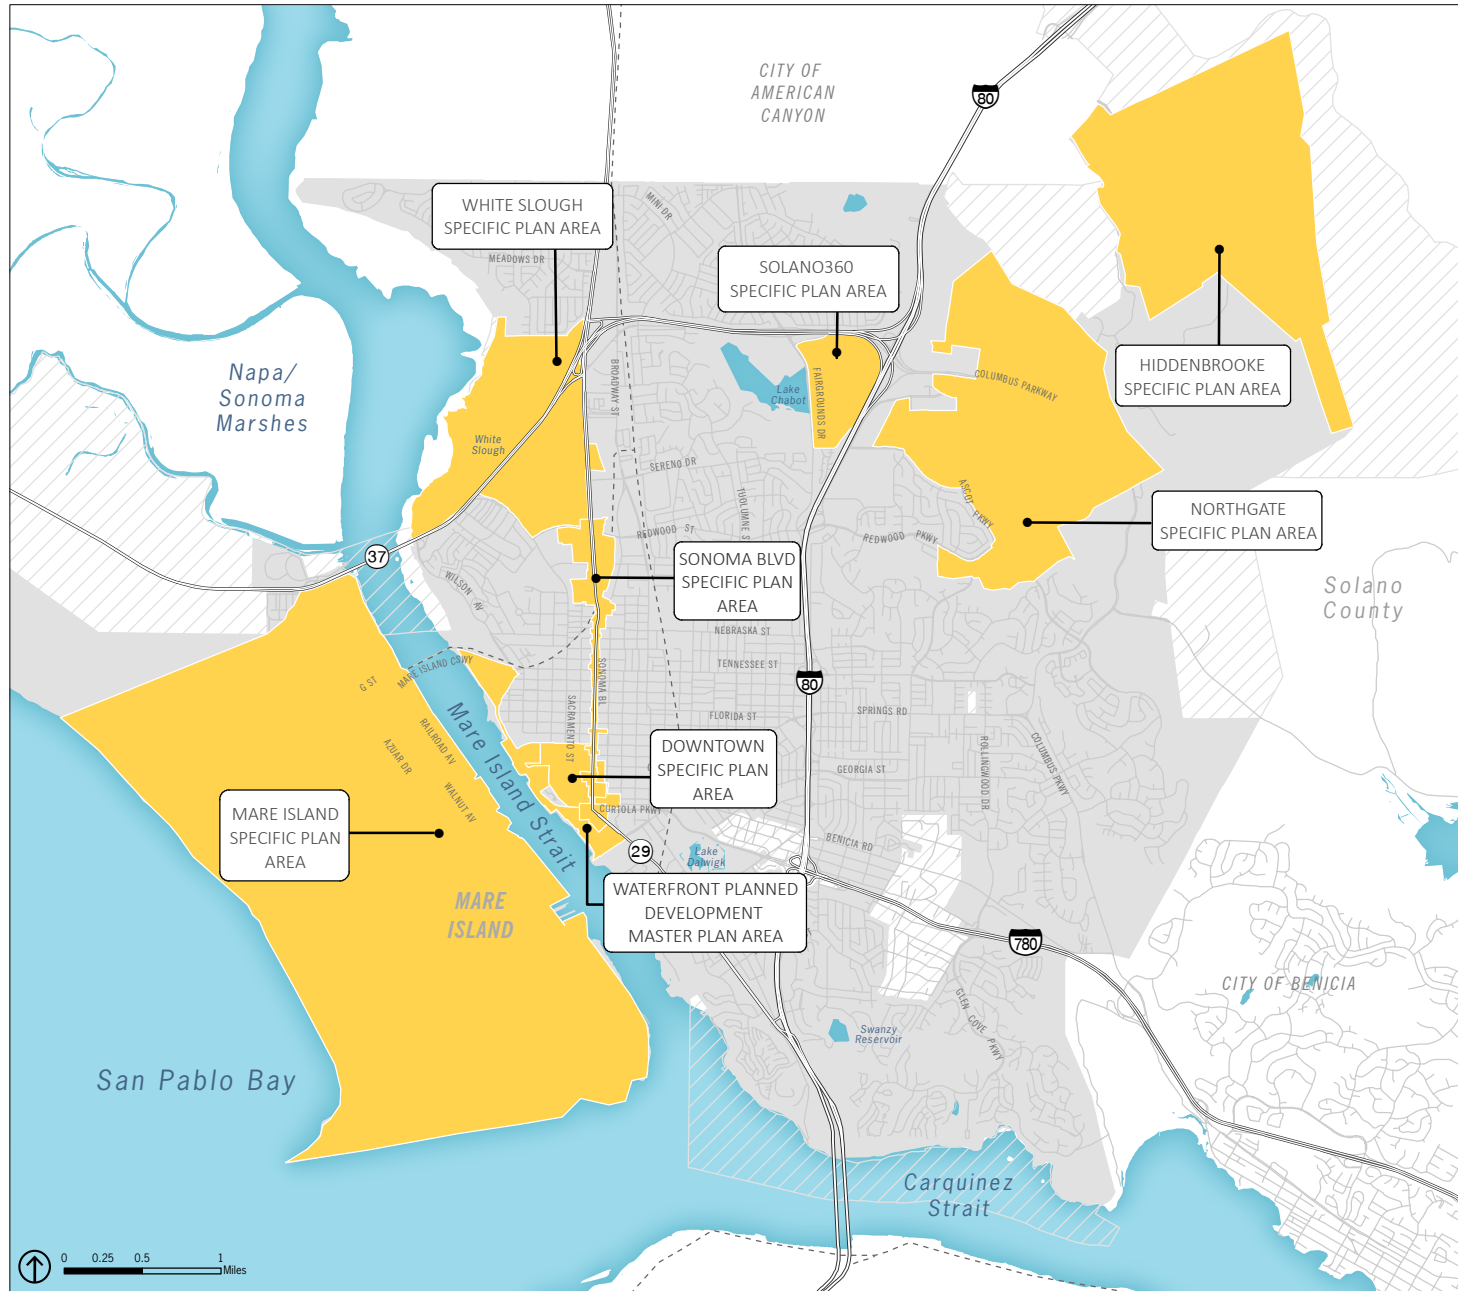 CITY OF
AMERICAN
CANYON
80
WHITE SLOUGH
SPECIFIC PLAN AREA
MINI DR
MEADOWS DR
SOLANO360
SPECIFIC PLAN AREA
HIDDENBROOKE
SPECIFIC PLAN AREA
Napa/
Sonoma
Marshes
BROADWAY ST
Lake
Chabot
FAIRGROUNDS DR
COLUMBUS PARKWAY
White
Slough
SERENO DR
TUOLUMNE S
ASCOT PKWY
REDWOOD ST
REDWOOD PKWY
NORTHGATE
SPECIFIC PLAN AREA
37
SONOMA BLVD
SPECIFIC PLAN
AREA
WILSON AV
Solano
County
NEBRASKA ST
TENNESSEE ST
MARE ISLAND CSWY
G ST
SONOMA BL
80
SACRAMENTO ST
FLORIDA ST
SPRINGS RD
RAILROAD AV
AZUAR DR
WALNUT AV
Mare Island Strait
DOWNTOWN
SPECIFIC PLAN
AREA
GEORGIA ST
ROLLINGWOOD DR
COLUMBUS PKWY
MARE ISLAND
SPECIFIC PLAN
AREA
CURTOLA PKWY
29
Lake
Dalwigk
BENICIA RD
WATERFRONT PLANNED
DEVELOPMENT
MASTER PLAN AREA
MARE
ISLAND
780
CITY OF BENICIA
GLEN COVE PKWY
Swanzy
Reservoir
San Pablo Bay
Carquinez
Strait
0 0.25 0.5 1
Miles